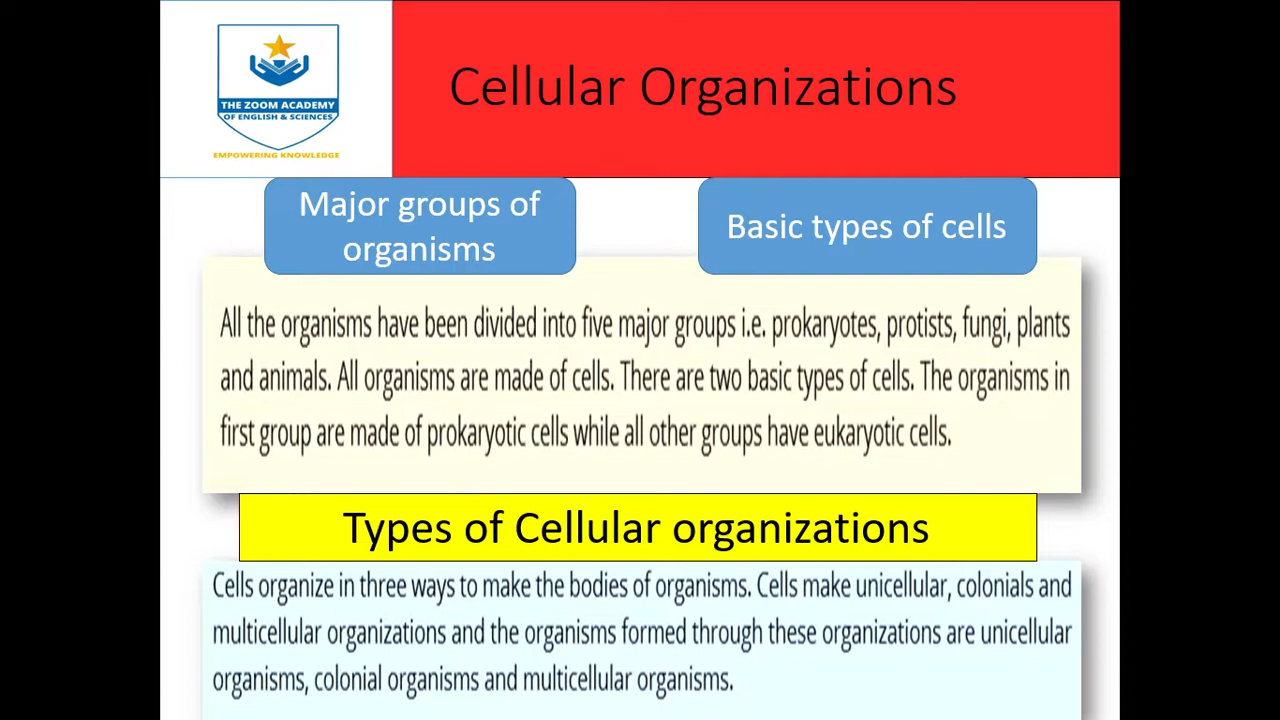 THE ZOOM ACADEMY
OF ENGLISH & SCIENCES
EMPOWERING KNOWLEDGE
Cellular Organizations
Major groups of
organisms
Basic types of cells
All the organisms have been divided into five major groups i.e. prokaryotes, protists, fungi, plants
and animals. All organisms are made of cells. There are two basic types of cells. The organisms in
first group are made of prokaryotic cells while all other groups have eukaryotic cells.
Types of Cellular organizations
Cells organize in three ways to make the bodies of organisms. Cells make unicellular, colonials and
multicellular organizations and the organisms formed through these organizations are unicellular
organisms, colonial organisms and multicellular organisms.